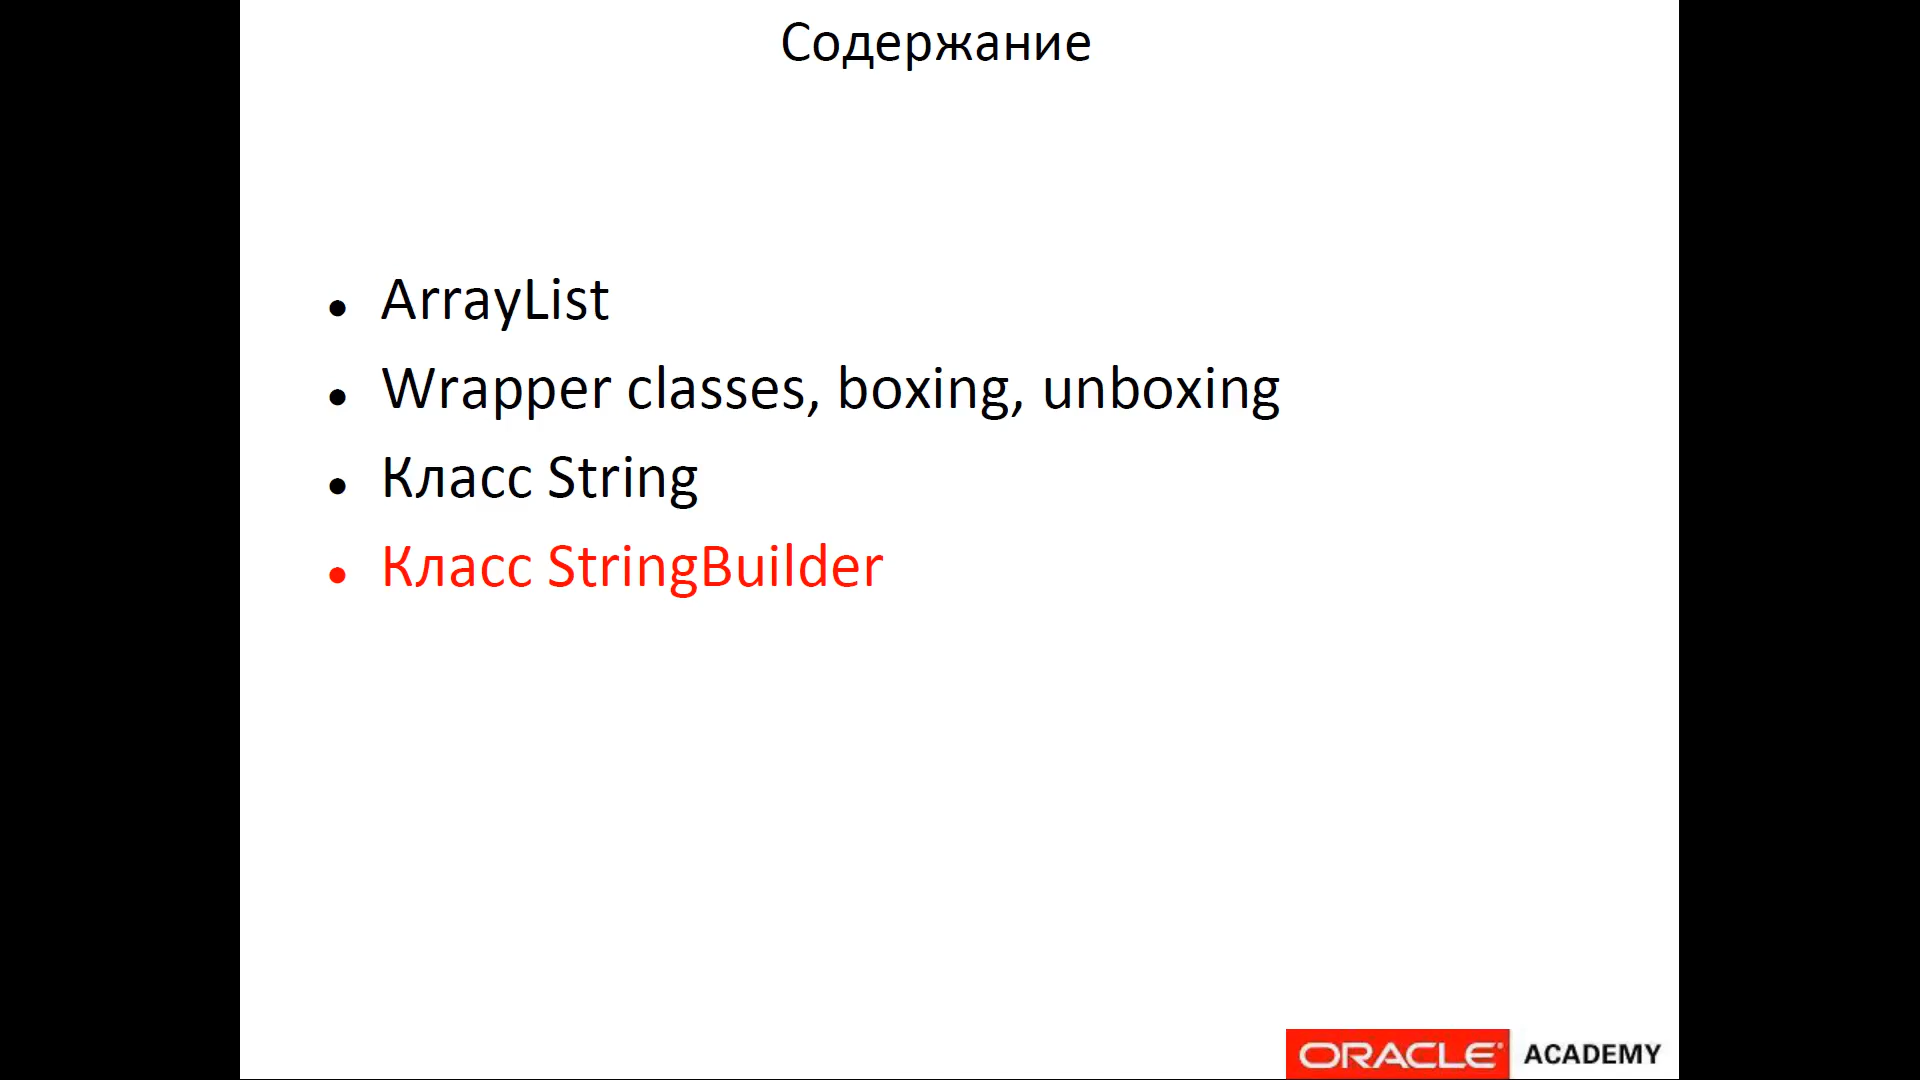 Содержание
• ArrayList
• Wrapper classes, boxing, unboxing
• Класс String
• Класс StringBuilder
ORACLE® ACADEMY